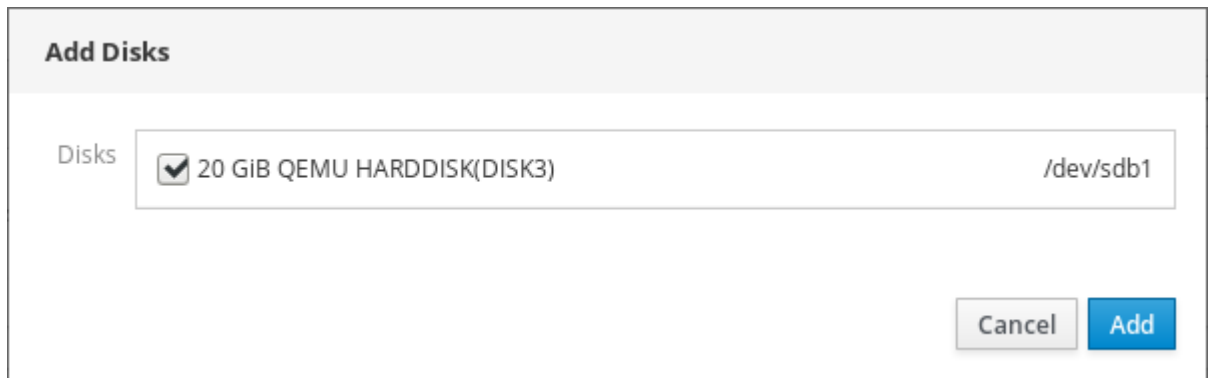 Add Disks
Disks
20 GiB QEMU HARDDISK(DISK3) /dev/sdb1
Cancel Add